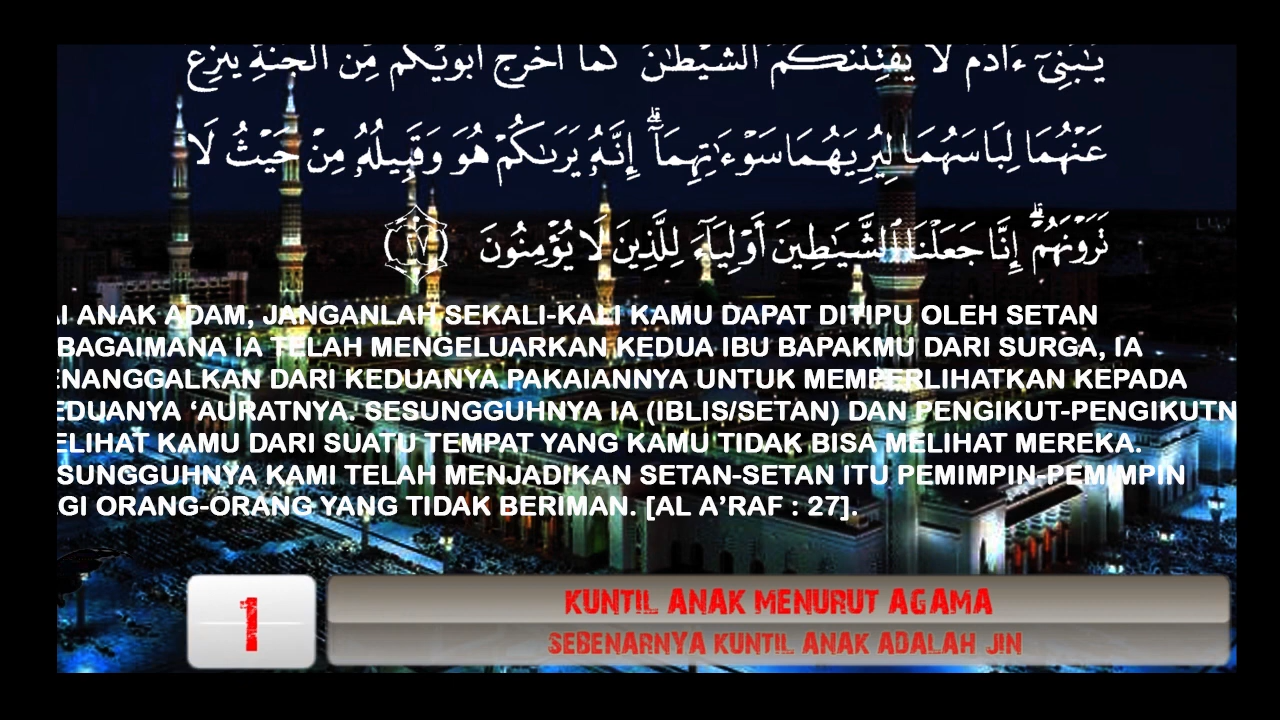 يَٰبَنِىٓ ءَادَمَ لَا يَفْتِنَنَّكُمُ ٱلشَّيْطَٰنُ كَمَآ أَخْرَجَ أَبَوَيْكُم مِّنَ ٱلْجَنَّةِ يَنزِعُ
عَنْهُمَا لِبَاسَهُمَا لِيُرِيَهُمَا سَوْءَٰتِهِمَآ ۗ إِنَّهُۥ يَرَىٰكُمْ هُوَ وَقَبِيلُهُۥ مِنْ حَيْثُ لَا
تَرَوْنَهُمْ ۗ إِنَّا جَعَلْنَا ٱلشَّيَٰطِينَ أَوْلِيَآءَ لِلَّذِينَ لَا يُؤْمِنُونَ ﴿٢٧﴾
I ANAK ADAM, JANGANLAH SEKALI-KALI KAMU DAPAT DITIPU OLEH SETAN
BAGAIMANA IA TELAH MENGELUARKAN KEDUA IBU BAPAKMU DARI SURGA, IA
ENANGGALKAN DARI KEDUANYA PAKAIANNYA UNTUK MEMPERLIHATKAN KEPADA
EDUANYA ‘AURATNYA. SESUNGGUHNYA IA (IBLIS/SETAN) DAN PENGIKUT-PENGIKUTN
ELIHAT KAMU DARI SUATU TEMPAT YANG KAMU TIDAK BISA MELIHAT MEREKA.
SUNGGUHNYA KAMI TELAH MENJADIKAN SETAN-SETAN ITU PEMIMPIN-PEMIMPIN
GI ORANG-ORANG YANG TIDAK BERIMAN. [AL A’RAF : 27].
1
KUNTIL ANAK MENURUT AGAMA
SEBENARNYA KUNTIL ANAK ADALAH JIN